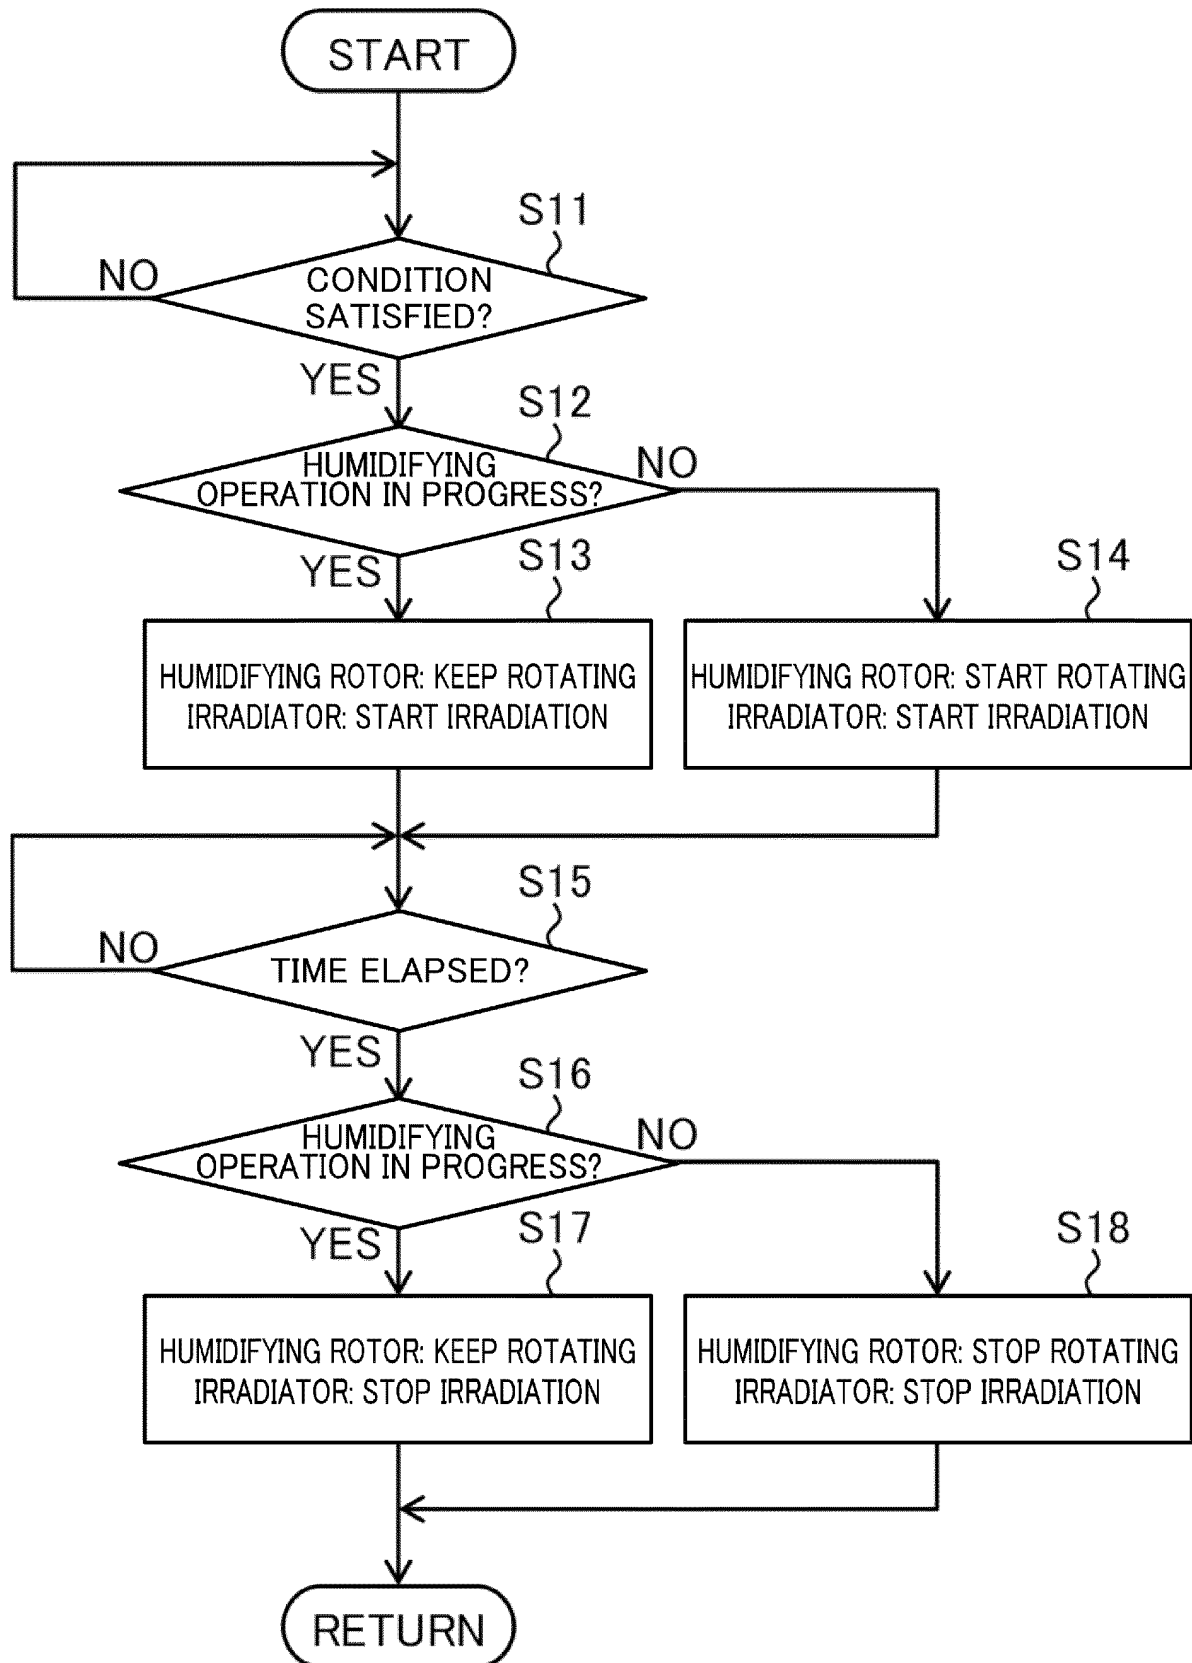 START
S11
NO
CONDITION
SATISFIED?
YES
S12
HUMIDIFYING
OPERATION IN PROGRESS?
NO
YES
S13
S14
HUMIDIFYING ROTOR: KEEP ROTATING
IRRADIATOR: START IRRADIATION
HUMIDIFYING ROTOR: START ROTATING
IRRADIATOR: START IRRADIATION
S15
NO
TIME ELAPSED?
YES
S16
HUMIDIFYING
OPERATION IN PROGRESS?
NO
YES
S17
S18
HUMIDIFYING ROTOR: KEEP ROTATING
IRRADIATOR: STOP IRRADIATION
HUMIDIFYING ROTOR: STOP ROTATING
IRRADIATOR: STOP IRRADIATION
RETURN